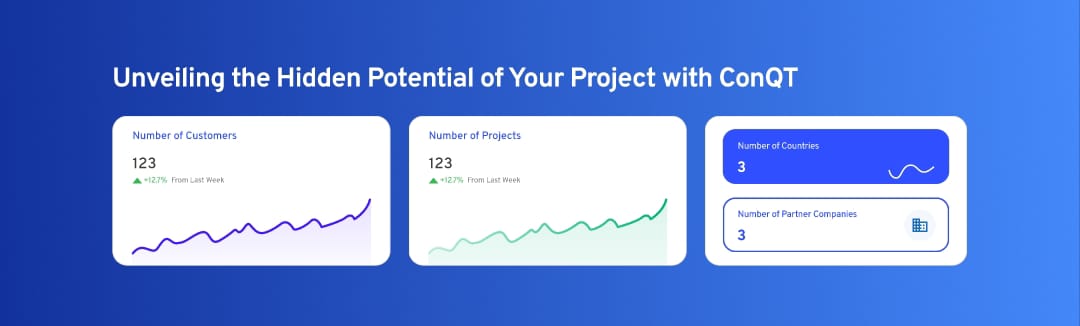 Unveiling the Hidden Potential of Your Project with ConQT
Number of Customers
123
+12.7% From Last Week
Number of Projects
123
+12.7% From Last Week
Number of Countries
3
Number of Partner Companies
3